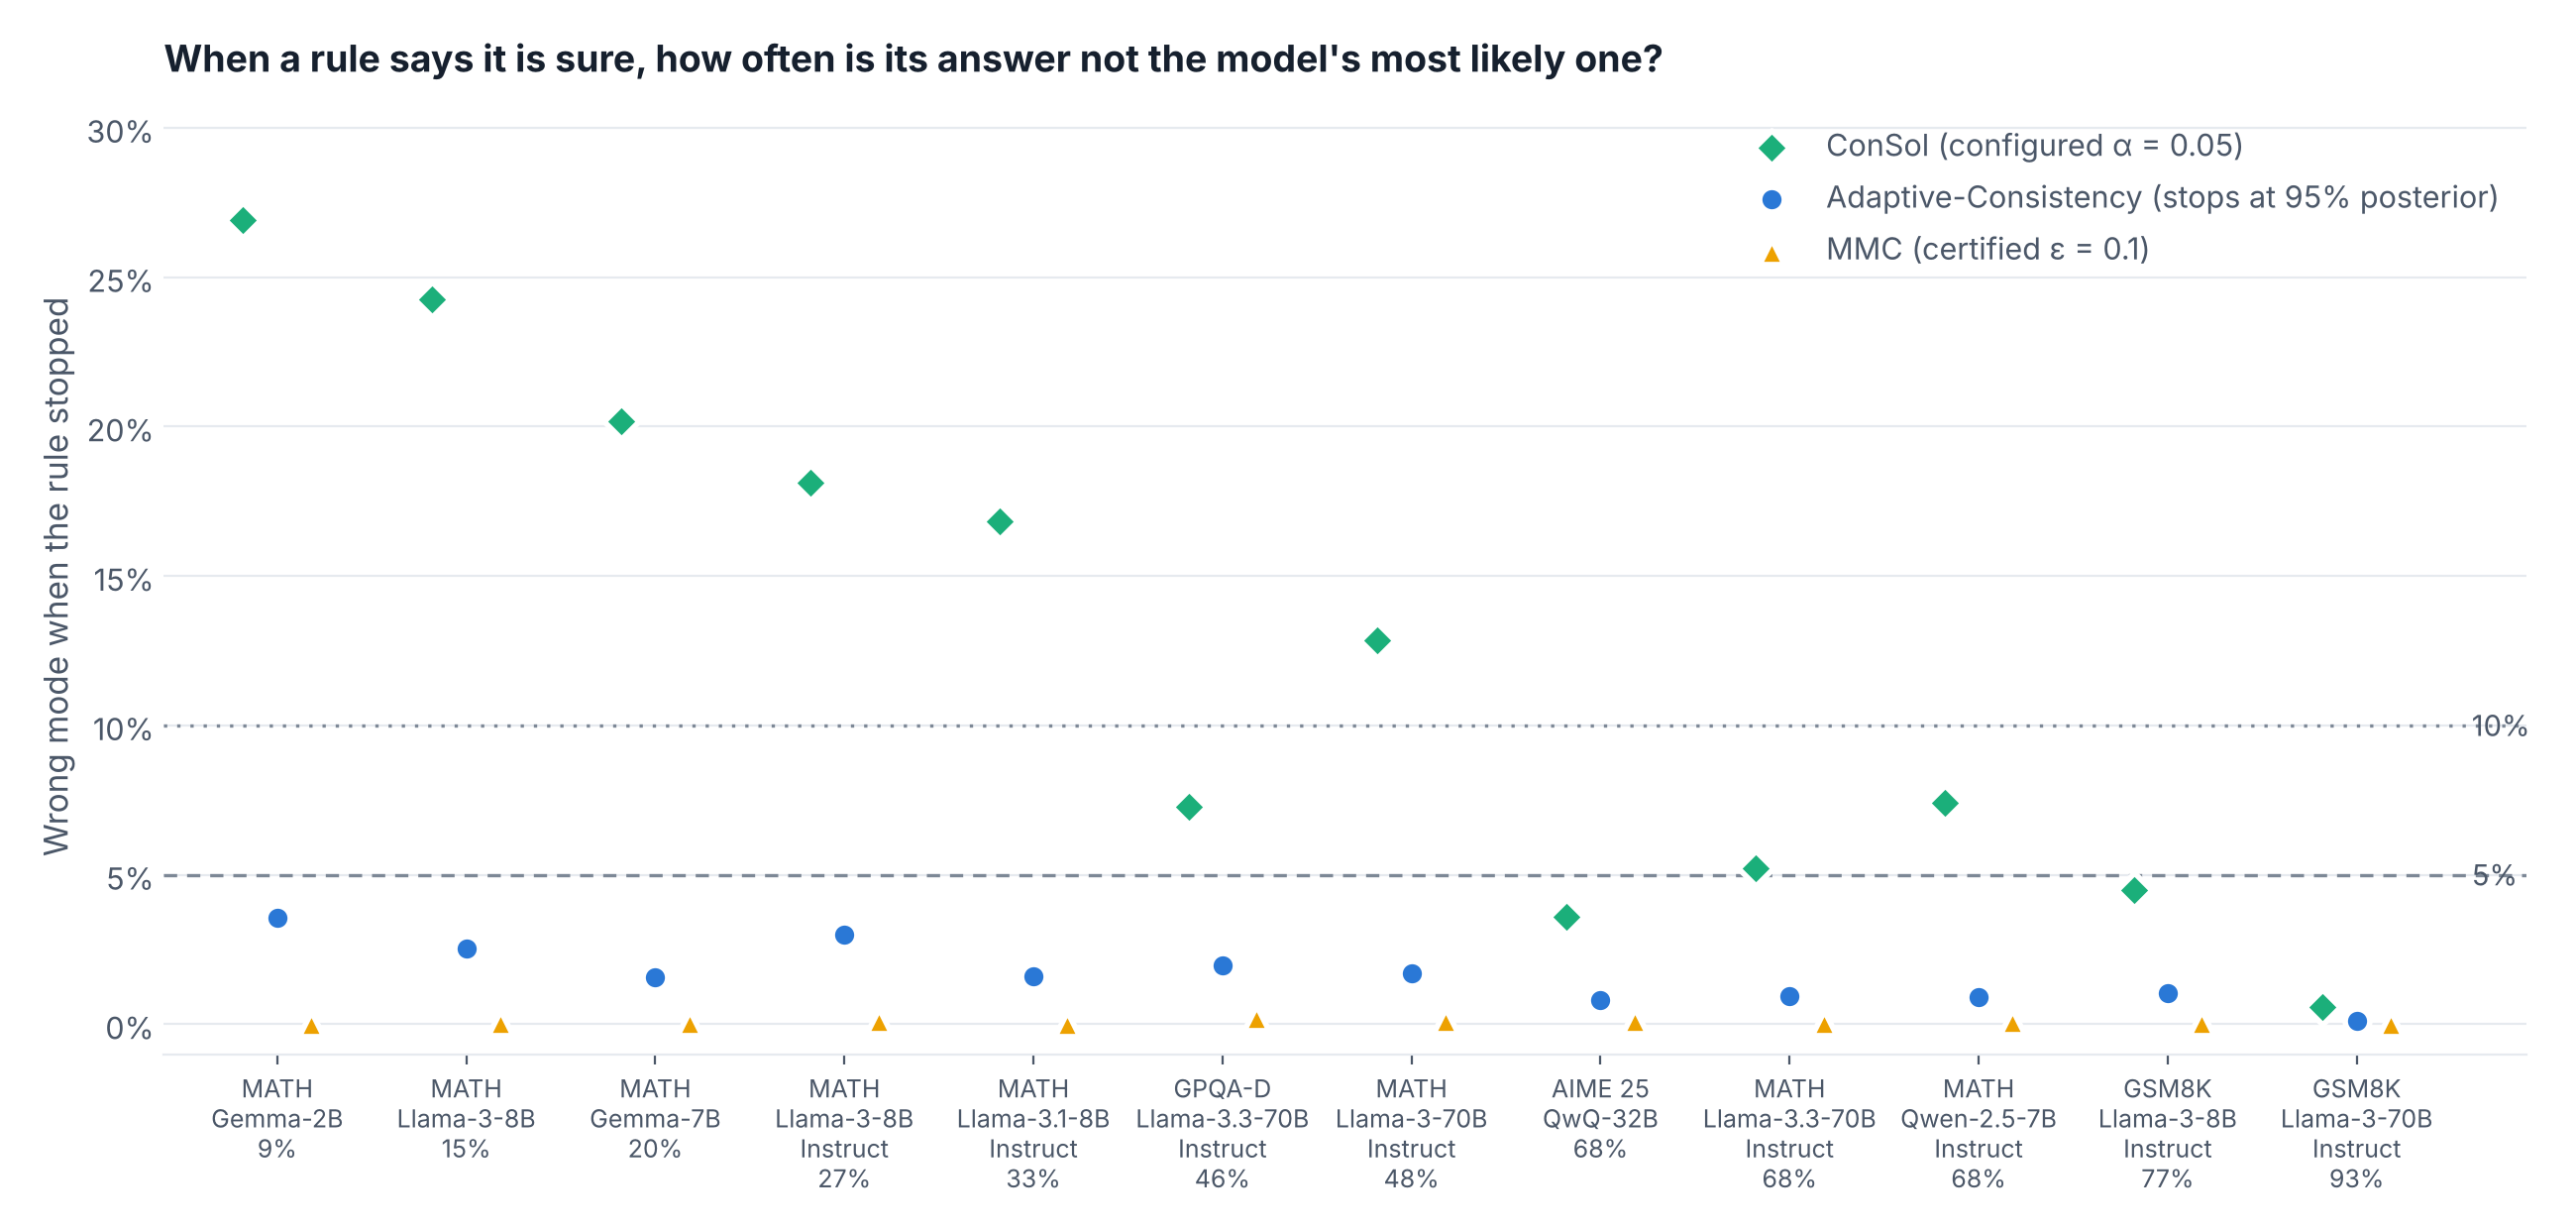 When a rule says it is sure, how often is its answer not the model's most likely one?
ConSol (configured α = 0.05)
Adaptive-Consistency (stops at 95% posterior)
MMC (certified ε = 0.1)
Wrong mode when the rule stopped
30%
25%
20%
15%
10%
5%
0%
10%
5%
MATH
Gemma-2B
9%
MATH
Llama-3-8B
15%
MATH
Gemma-7B
20%
MATH
Llama-3-8B
Instruct
27%
MATH
Llama-3.1-8B
Instruct
33%
GPQA-D
Llama-3.3-70B
Instruct
46%
MATH
Llama-3-70B
Instruct
48%
AIME 25
QwQ-32B
68%
MATH
Llama-3.3-70B
Instruct
68%
MATH
Qwen-2.5-7B
Instruct
68%
GSM8K
Llama-3-8B
Instruct
77%
GSM8K
Llama-3-70B
Instruct
93%